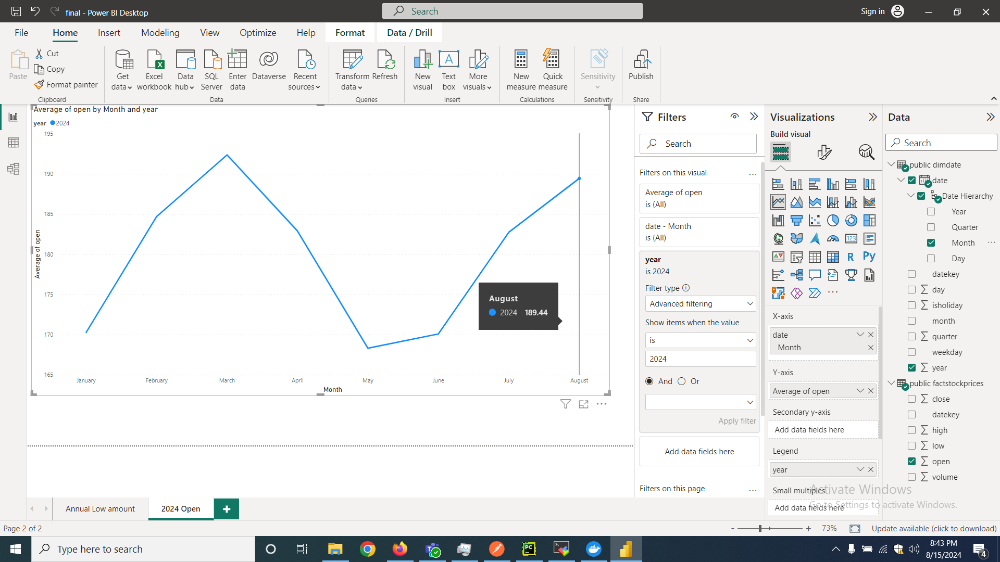 final - Power BI Desktop
Search
Sign in
File
Home
Insert
Modeling
View
Optimize
Help
Format
Data / Drill
Paste
Cut
Copy
Format painter
Clipboard
Get data
Excel workbook
Data hub
SQL Server
Enter data
Dataverse
Recent sources
Data
Transform data
Refresh
Queries
New visual
Text box
More visuals
Insert
New measure
Quick measure
Calculations
Sensitivity
Sensitivity
Publish
Share
Average of open by Month and year
year 2024
195
190
185
180
175
170
165
Average of open
January
February
March
April
May
June
July
August
Month
August
2024 189.44
Filters
Search
Filters on this visual
Average of open
is (All)
date - Month
is (All)
year
is 2024
Filter type
Advanced filtering
Show items when the value
is
2024
And
Or
Apply filter
Add data fields here
Filters on this page
Visualizations
Build visual
123
R
Py
X-axis
date
Month
Y-axis
Average of open
Secondary y-axis
Add data fields here
Legend
year
Small multiples
Add data fields here
Data
Search
public dimdate
date
Date Hierarchy
Year
Quarter
Month
Day
datekey
day
isholiday
month
quarter
weekday
year
public factstockprices
close
datekey
high
low
open
volume
Activate Windows
Go to Settings to activate Windows.
Annual Low amount
2024 Open
+
Page 2 of 2
- + 73%
Update available (click to download)
Type here to search
PC
8:43 PM
8/15/2024
4